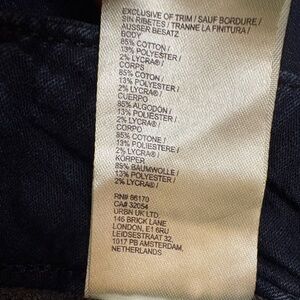 EXCLUSIVE OF TRIM / SAUF BORDURE /
SIN RIBETES / TRANNE LA FINITURA /
AUSSER BESATZ
BODY
85% COTTON /
13% POLYESTER /
2% LYCRA® /
CORPS
85% COTON /
13% POLYESTER /
2% LYCRA® /
CUERPO
85% ALGODÓN /
13% POLYESTER /
2% LYCRA® /
CORPO
85% COTONE /
13% POLIESTERE /
2% LYCRA® /
KÖRPER
85% BAUMWOLLE /
13% POLYESTER /
2% LYCRA® /
RN# 66170
CA# 32054
URBN UK LTD
146 BRICK LANE
LONDON, E1 6RU
LEIDSESTRAAT 32,
1017 PB AMSTERDAM,
NETHERLANDS